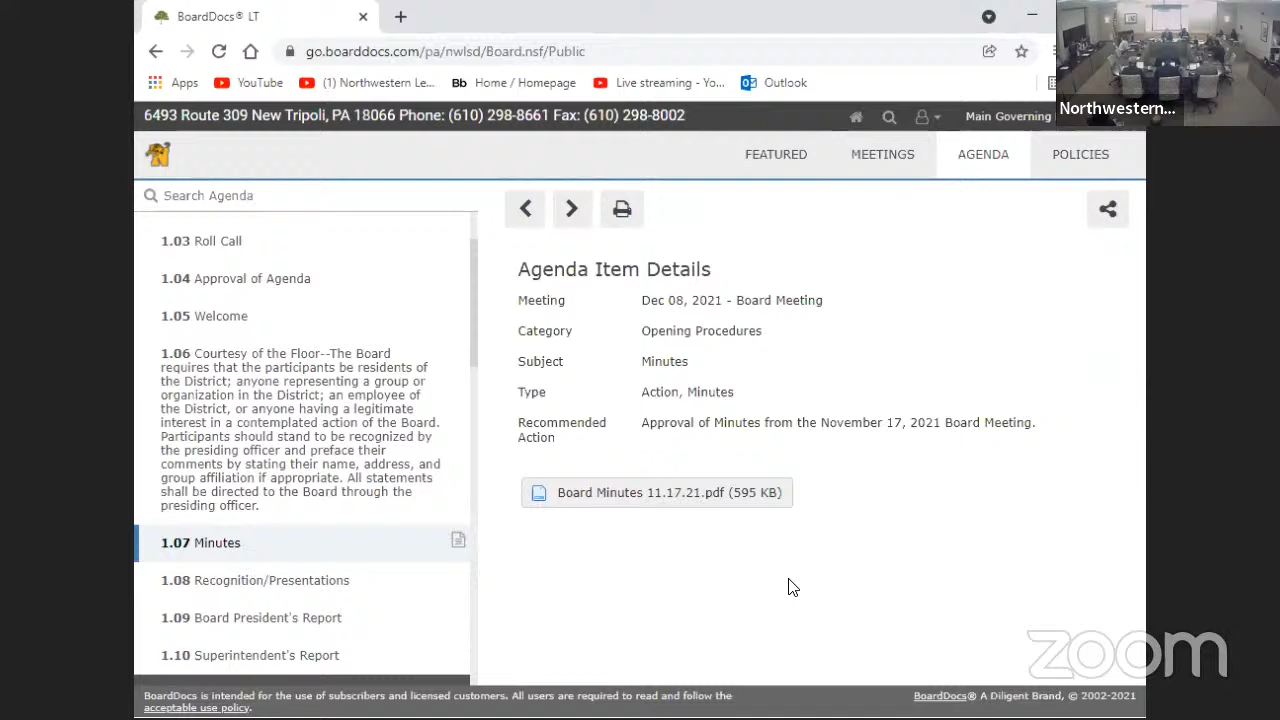 BoardDocs® LT
go.boarddocs.com/pa/nwlsd/Board.nsf/Public
Apps YouTube (1) Northwestern Le... Bb Home / Homepage Live streaming - Yo... Outlook
Northwestern...
6493 Route 309 New Tripoli, PA 18066 Phone: (610) 298-8661 Fax: (610) 298-8002 Main Governing
FEATURED MEETINGS AGENDA POLICIES
Search Agenda
1.03 Roll Call
1.04 Approval of Agenda
1.05 Welcome
1.06 Courtesy of the Floor--The Board
requires that the participants be residents of
the District; anyone representing a group or
organization in the District; an employee of
the District, or anyone having a legitimate
interest in a contemplated action of the Board.
Participants should stand to be recognized by
the presiding officer and preface their
comments by stating their name, address, and
group affiliation if appropriate. All statements
shall be directed to the Board through the
presiding officer.
1.07 Minutes
1.08 Recognition/Presentations
1.09 Board President's Report
1.10 Superintendent's Report
Agenda Item Details
Meeting Dec 08, 2021 - Board Meeting
Category Opening Procedures
Subject Minutes
Type Action, Minutes
Recommended Approval of Minutes from the November 17, 2021 Board Meeting.
Action
Board Minutes 11.17.21.pdf (595 KB)
zoom
BoardDocs is intended for the use of subscribers and licensed customers. All users are required to read and follow the
acceptable use policy.
BoardDocs® A Diligent Brand, © 2002-2021